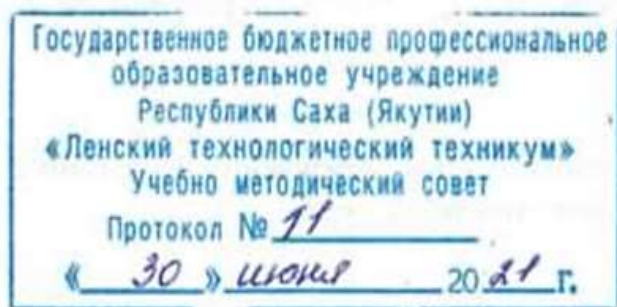 Государственное бюджетное профессиональное
образовательное учреждение
Республики Саха (Якутии)
«Ленский технологический техникум»
Учебно методический совет
Протокол № 11
« 30 » июня 2021 г.